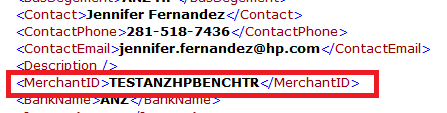 <Contact>Jennifer Fernandez</Contact>
<ContactPhone>281-518-7436</ContactPhone>
<ContactEmail>jennifer.fernandez@hp.com</ContactEmail>
<Description />
<MerchantID>TESTANZHPBENCHTR</MerchantID>
<BankName>ANZ</BankName>